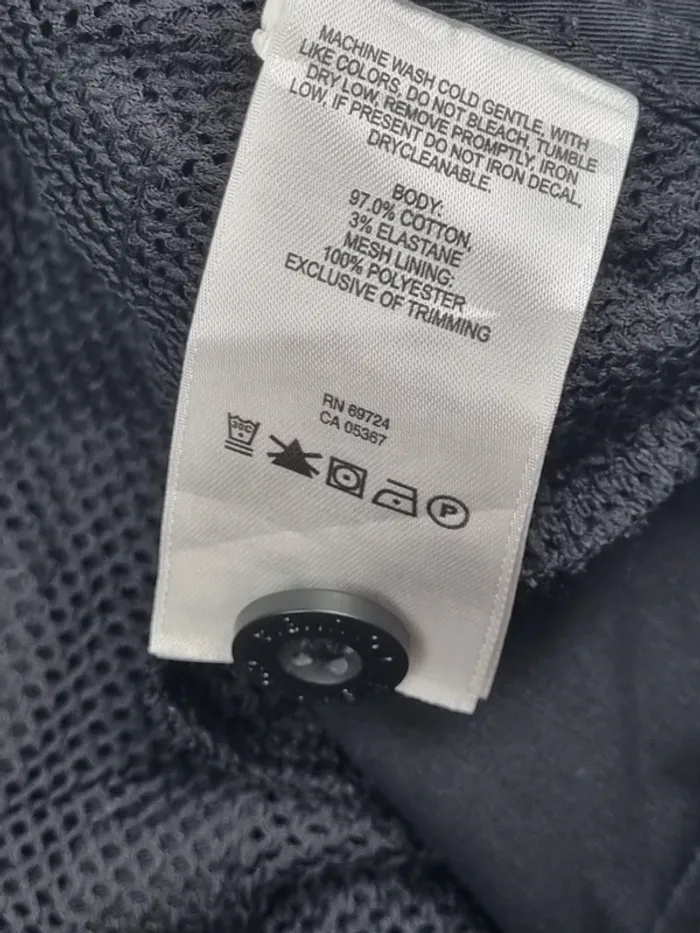 MACHINE WASH COLD GENTLE, WITH
LIKE COLORS, DO NOT BLEACH, TUMBLE
DRY LOW, REMOVE PROMPTLY, IRON
LOW, IF PRESENT DO NOT IRON DECAL,
DRYCLEANABLE.
BODY:
97.0% COTTON,
3% ELASTANE
MESH LINING:
100% POLYESTER
EXCLUSIVE OF TRIMMING
RN 69724
CA 05367
30C
P